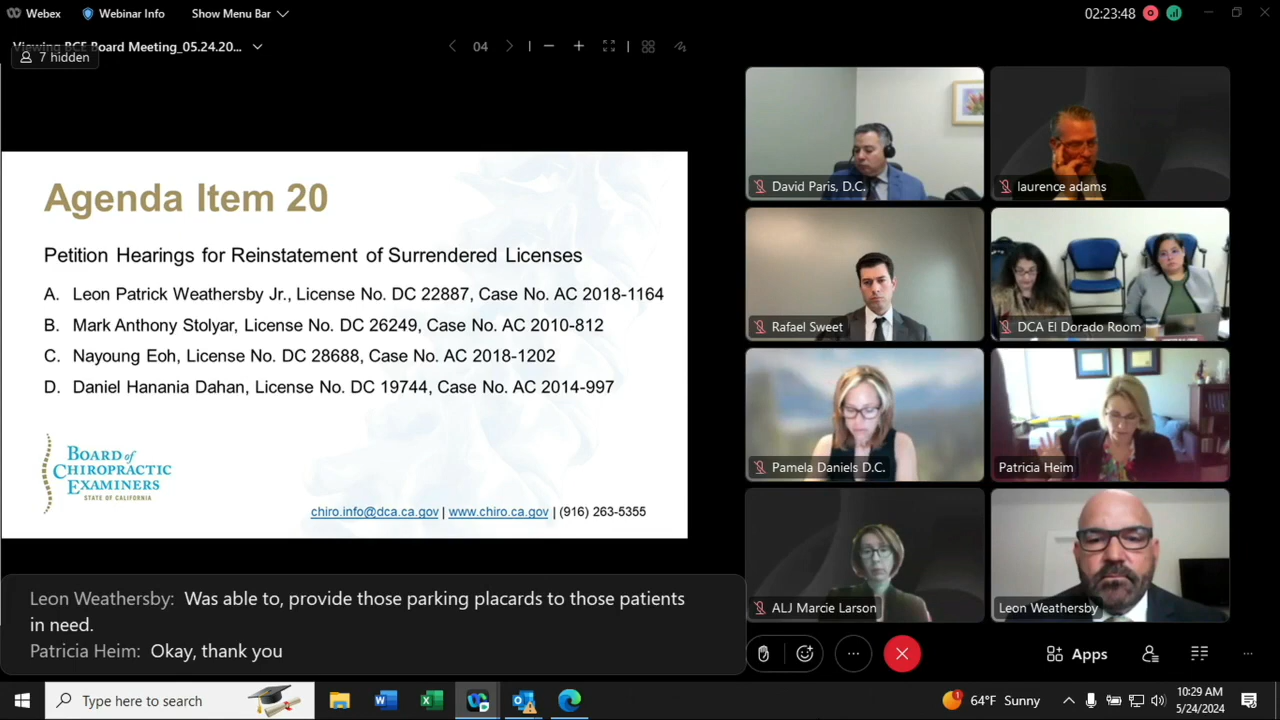 Webex
Webinar Info
Show Menu Bar
02:23:48
Viewing BCE Board Meeting_05.24.20...
04
7 hidden
Agenda Item 20
Petition Hearings for Reinstatement of Surrendered Licenses
A. Leon Patrick Weathersby Jr., License No. DC 22887, Case No. AC 2018-1164
B. Mark Anthony Stolyar, License No. DC 26249, Case No. AC 2010-812
C. Nayoung Eoh, License No. DC 28688, Case No. AC 2018-1202
D. Daniel Hanania Dahan, License No. DC 19744, Case No. AC 2014-997
BOARD of
CHIROPRACTIC
EXAMINERS
STATE OF CALIFORNIA
chiro.info@dca.ca.gov | www.chiro.ca.gov | (916) 263-5355
David Paris, D.C.
laurence adams
Rafael Sweet
DCA El Dorado Room
Pamela Daniels D.C.
Patricia Heim
ALJ Marcie Larson
Leon Weathersby
Leon Weathersby: Was able to, provide those parking placards to those patients
in need.
Patricia Heim: Okay, thank you
Apps
Type here to search
1
64°F Sunny
10:29 AM
5/24/2024